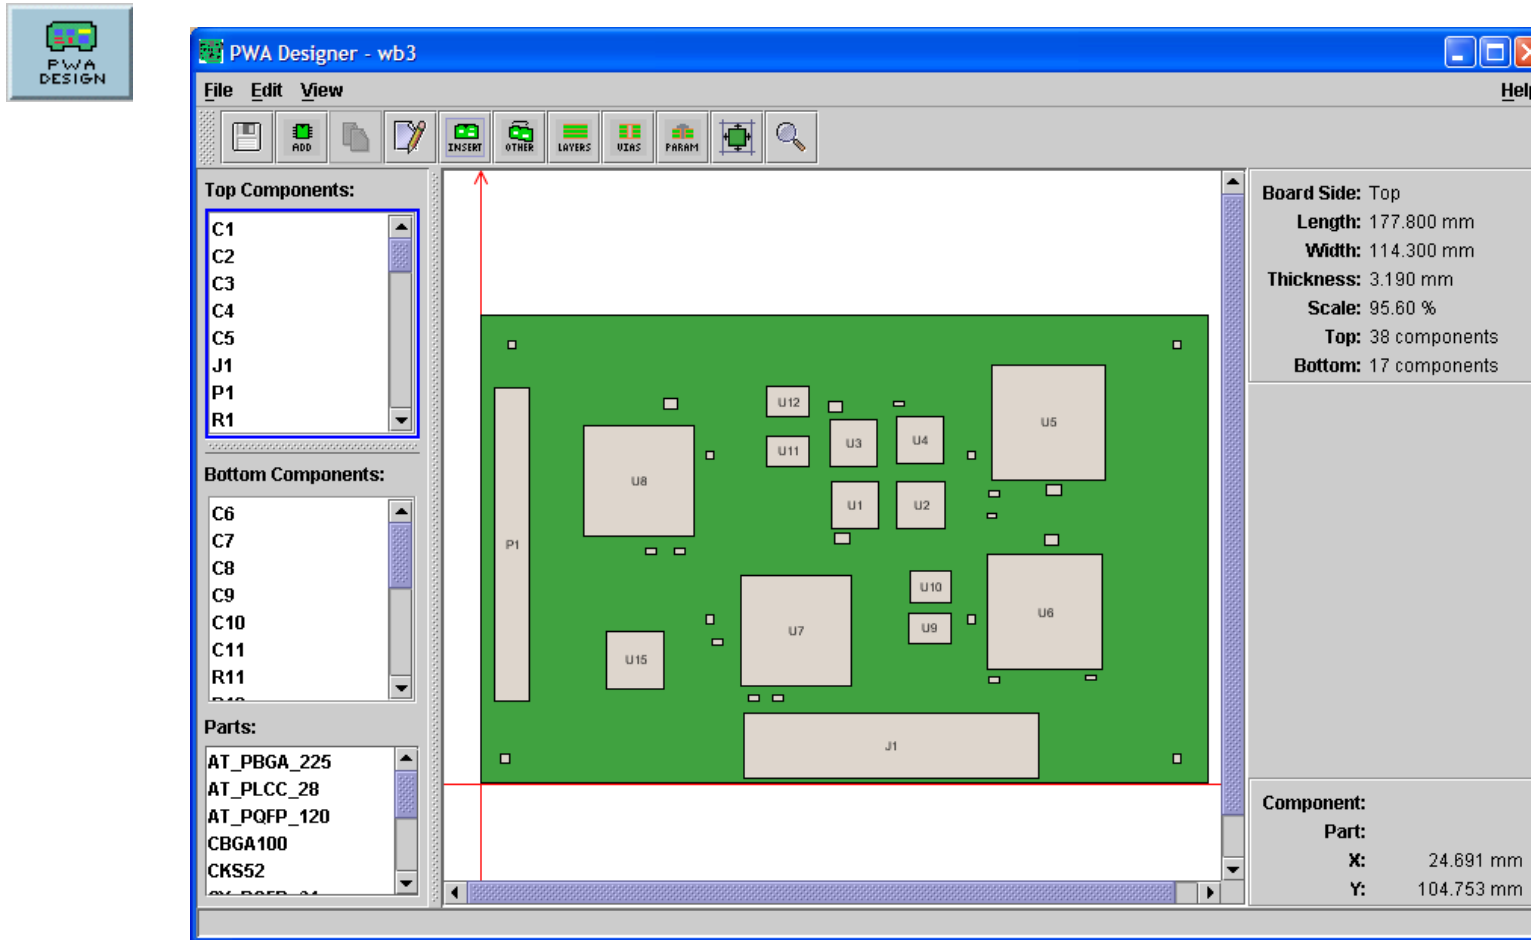 PWA
DESIGN
PWA Designer - wb3
File Edit View
Help
ADD INSERT OTHER LAYERS VIAS PARAM
Top Components:
C1
C2
C3
C4
C5
J1
P1
R1
Bottom Components:
C6
C7
C8
C9
C10
C11
R11
Parts:
AT_PBGA_225
AT_PLCC_28
AT_PQFP_120
CBGA100
CKS52
U12
U5
U3
U4
U11
U8
U1
U2
P1
U10
U6
U9
U7
U15
J1
Board Side: Top
Length: 177.800 mm
Width: 114.300 mm
Thickness: 3.190 mm
Scale: 95.60 %
Top: 38 components
Bottom: 17 components
Component:
Part:
X: 24.691 mm
Y: 104.753 mm